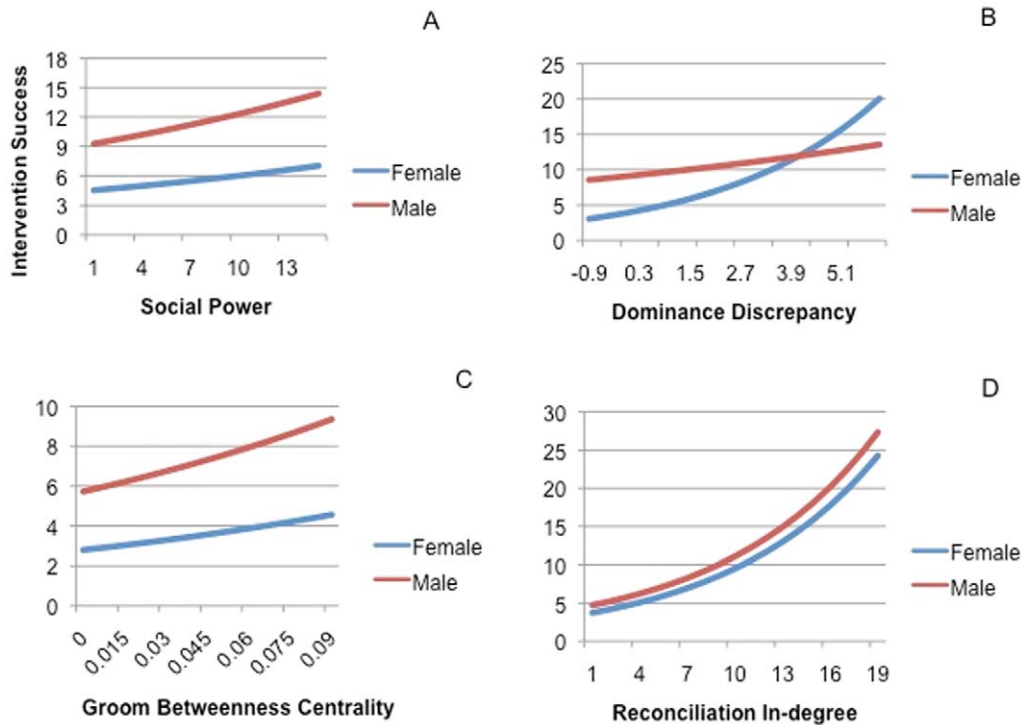 A
Intervention Success
18
15
12
9
6
3
0
1 4 7 10 13
Social Power
Female
Male
B
25
20
15
10
5
0
-0.9 0.3 1.5 2.7 3.9 5.1
Dominance Discrepancy
Female
Male
C
10
8
6
4
2
0
0 0.015 0.03 0.045 0.06 0.075 0.09
Groom Betweenness Centrality
Female
Male
D
30
25
20
15
10
5
0
1 4 7 10 13 16 19
Reconciliation In-degree
Female
Male